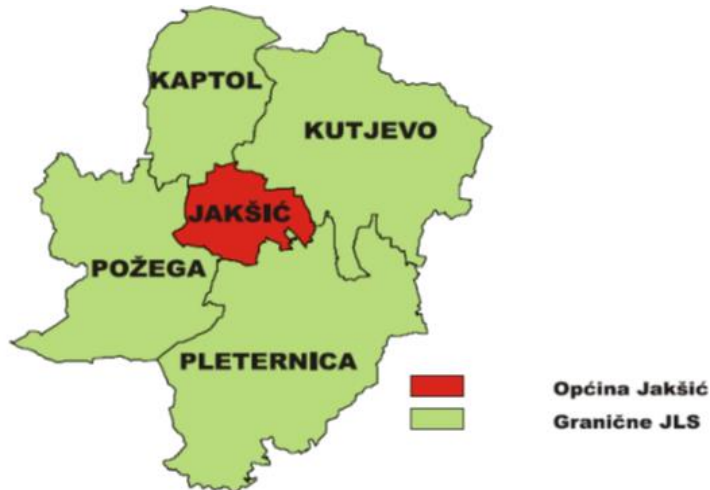 KAPTOL
KUTJEVO
JAKŠIĆ
POŽEGA
PLETERNICA
Općina Jakšić
Granične JLS